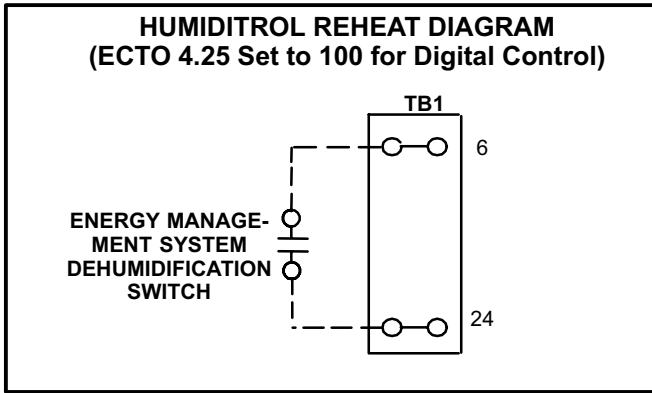 HUMIDITROL REHEAT DIAGRAM
(ECTO 4.25 Set to 100 for Digital Control)
TB1
6
ENERGY MANAGE-
MENT SYSTEM
DEHUMIDIFICATION
SWITCH
24